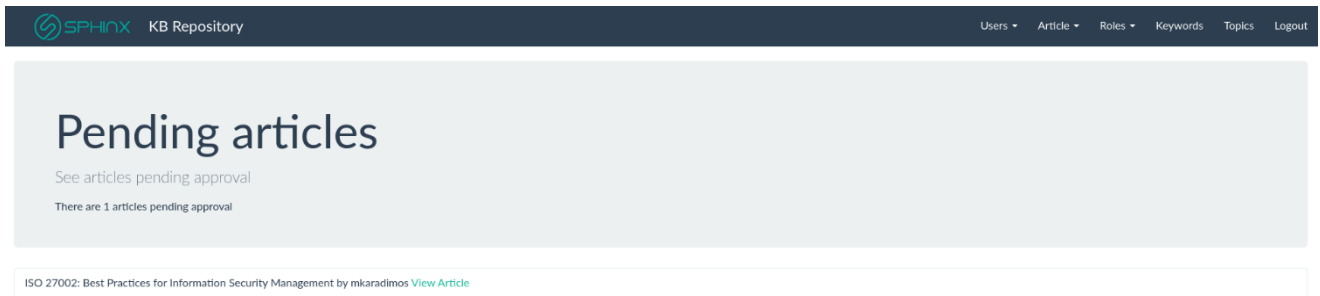 SPHINX KB Repository Users Article Roles Keywords Topics Logout
Pending articles
See articles pending approval
There are 1 articles pending approval
ISO 27002: Best Practices for Information Security Management by mkaradimos View Article